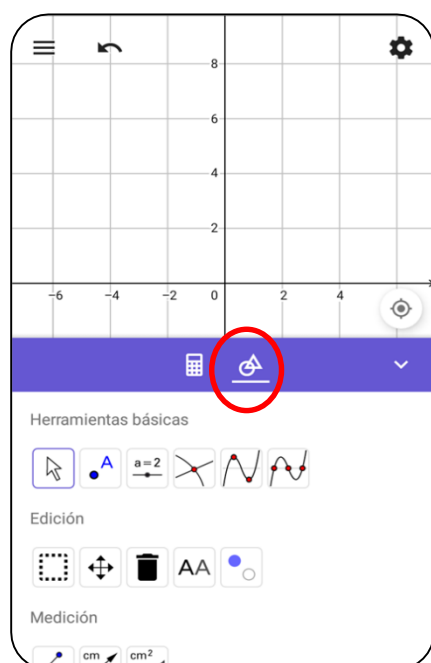 8
6
4
2
−6 −4 −2 0 2 4
Herramientas básicas
A a=2
Edición
AA
Medición
cm cm²